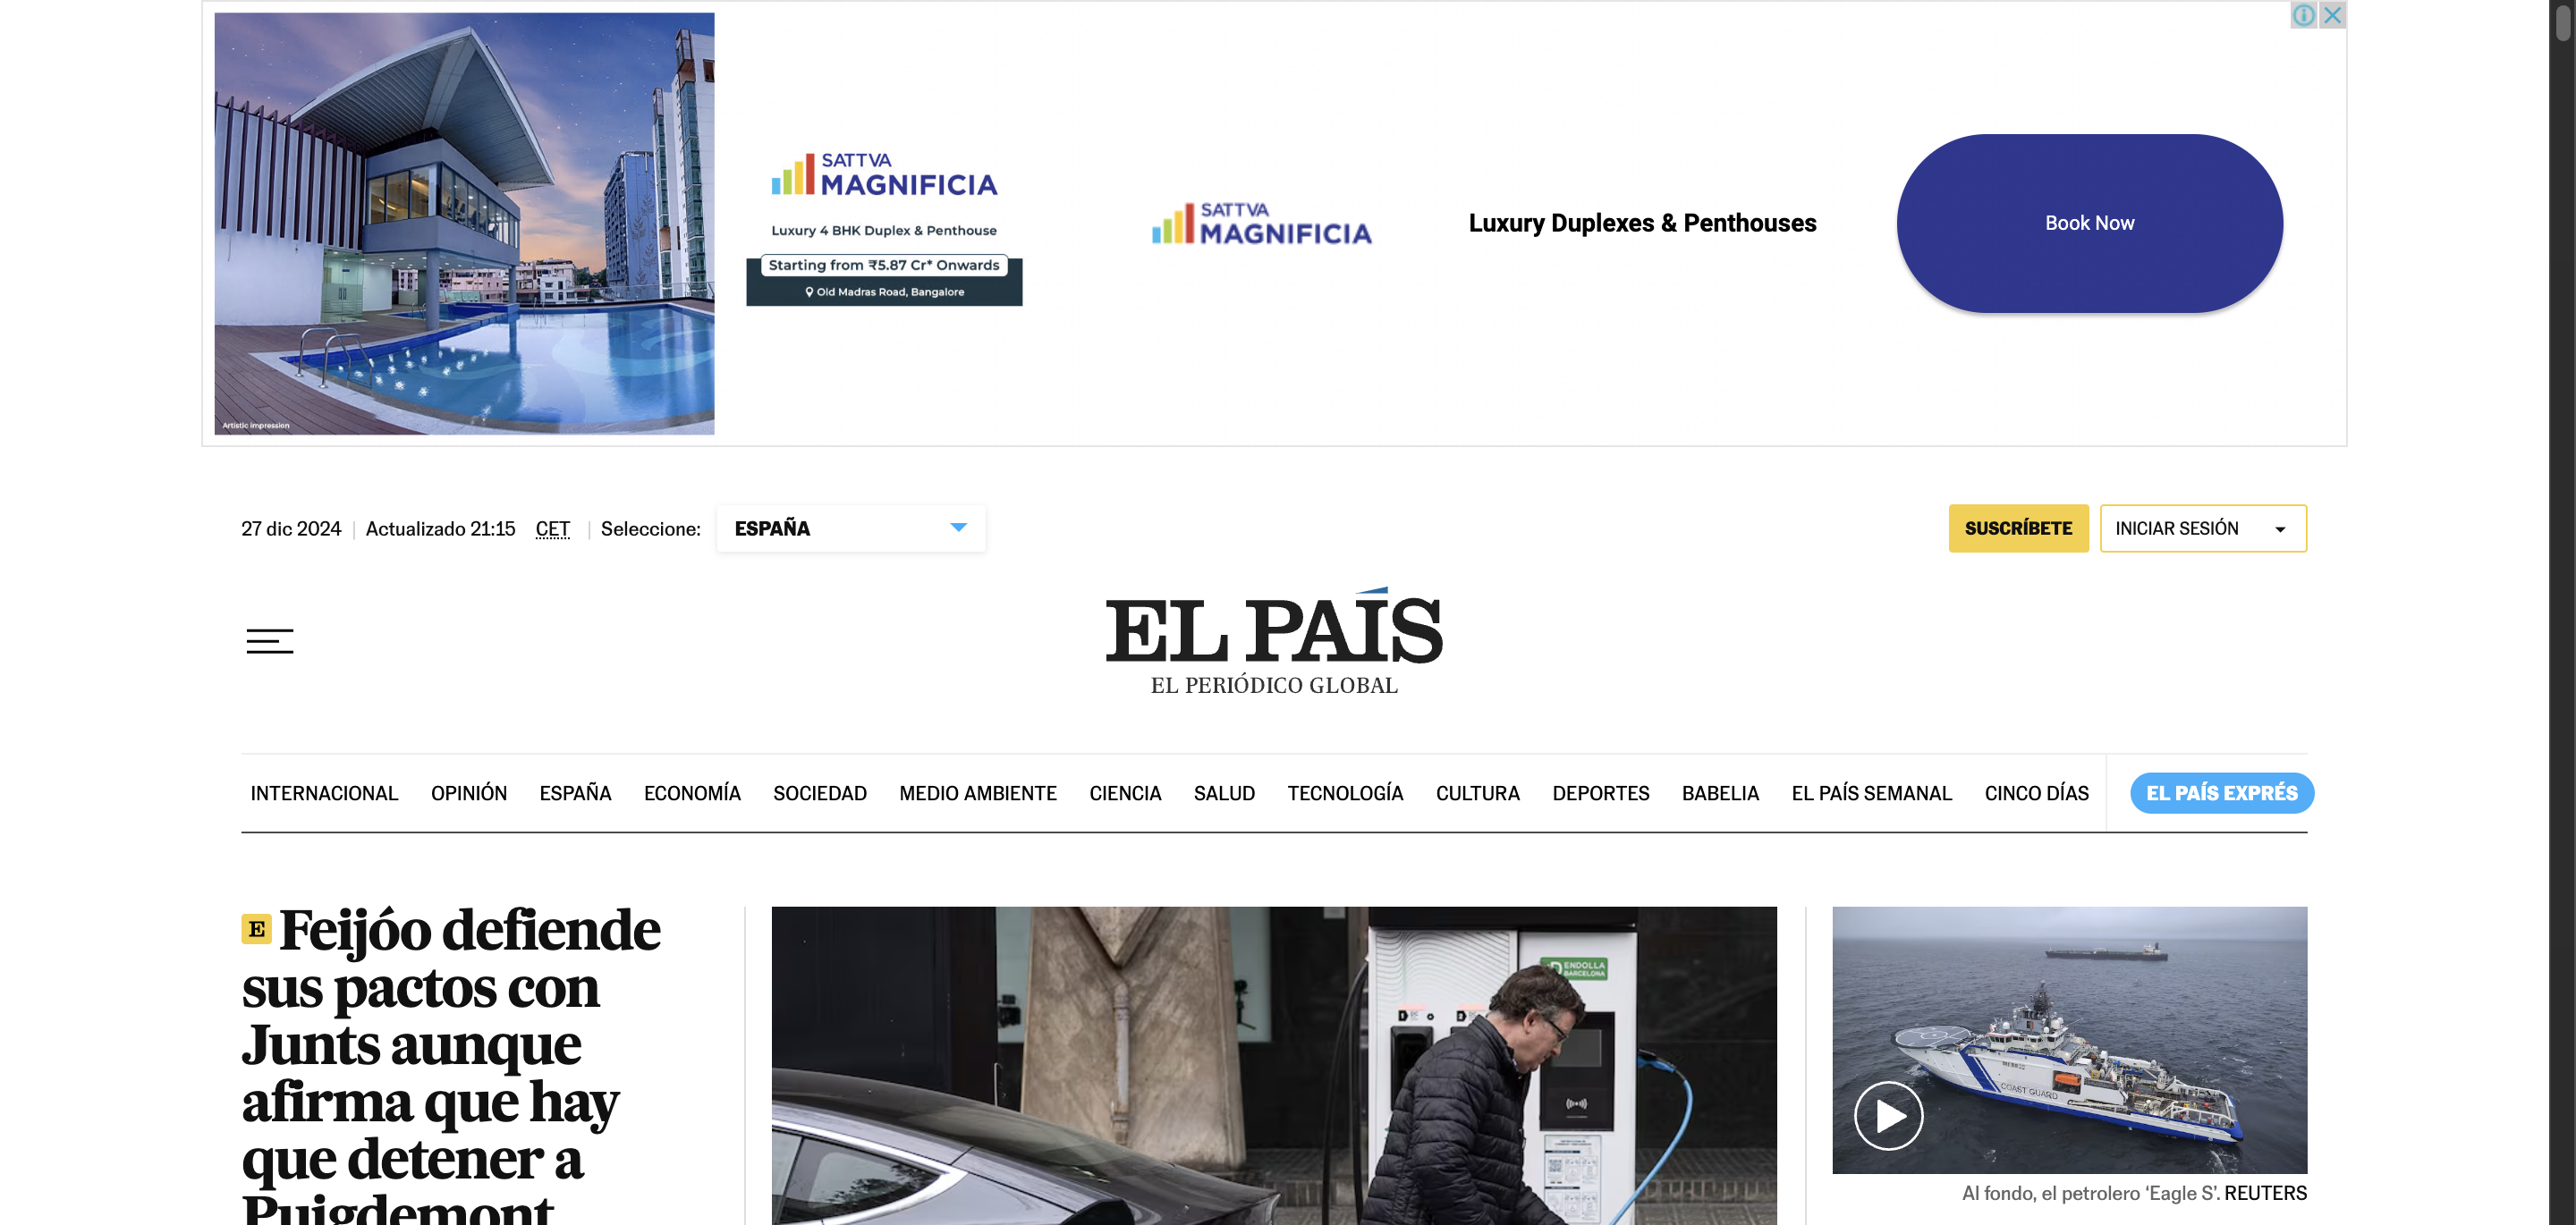 Artistic impression
SATTVA
MAGNIFICIA
Luxury 4 BHK Duplex & Penthouse
Starting from ₹5.87 Cr* Onwards
Old Madras Road, Bangalore
SATTVA
MAGNIFICIA
Luxury Duplexes & Penthouses
Book Now
27 dic 2024 | Actualizado 21:15 CET | Seleccione: ESPAÑA
SUSCRÍBETE
INICIAR SESIÓN
EL PAÍS
EL PERIÓDICO GLOBAL
INTERNACIONAL OPINIÓN ESPAÑA ECONOMÍA SOCIEDAD MEDIO AMBIENTE CIENCIA SALUD TECNOLOGÍA CULTURA DEPORTES BABELIA EL PAÍS SEMANAL CINCO DÍAS EL PAÍS EXPRÉS
E Feijóo defiende
sus pactos con
Junts aunque
afirma que hay
que detener a
Puigdemont
ENDOLLA
BARCELONA
COAST GUARD
Al fondo, el petrolero ‘Eagle S’. REUTERS